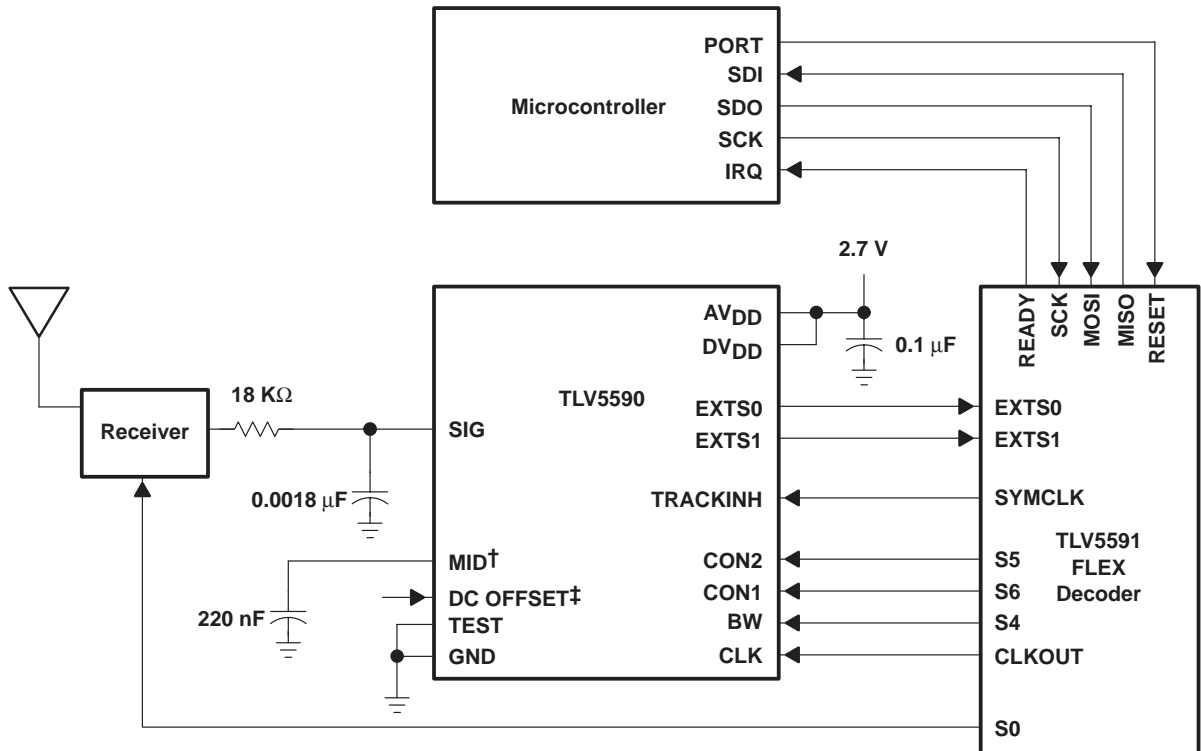 Microcontroller
PORT
SDI
SDO
SCK
IRQ
2.7 V
READY
SCK
MOSI
MISO
RESET
AVDD
DVDD
0.1 μF
18 KΩ
Receiver
TLV5590
SIG
EXTS0
EXTS1
EXTS0
EXTS1
0.0018 μF
TRACKINH
SYMCLK
TLV5591
FLEX
Decoder
MID†
DC OFFSET‡
TEST
GND
220 nF
CON2
CON1
BW
CLK
S5
S6
S4
CLKOUT
S0